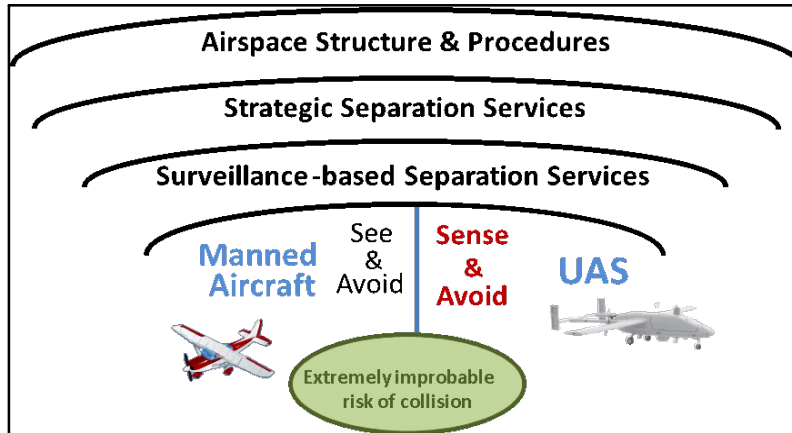 Airspace Structure & Procedures
Strategic Separation Services
Surveillance-based Separation Services
Manned
Aircraft
See
&
Avoid
Sense
&
Avoid
UAS
Extremely improbable
risk of collision